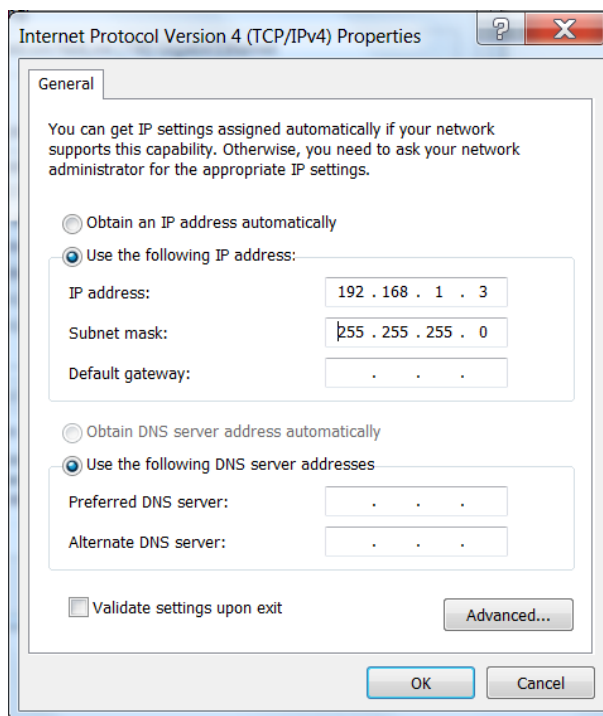 Internet Protocol Version 4 (TCP/IPv4) Properties
General
You can get IP settings assigned automatically if your network
supports this capability. Otherwise, you need to ask your network
administrator for the appropriate IP settings.
Obtain an IP address automatically
Use the following IP address:
IP address: 192 . 168 . 1 . 3
Subnet mask: 255 . 255 . 255 . 0
Default gateway: . . .
Obtain DNS server address automatically
Use the following DNS server addresses
Preferred DNS server: . . .
Alternate DNS server: . . .
Validate settings upon exit
Advanced...
OK Cancel